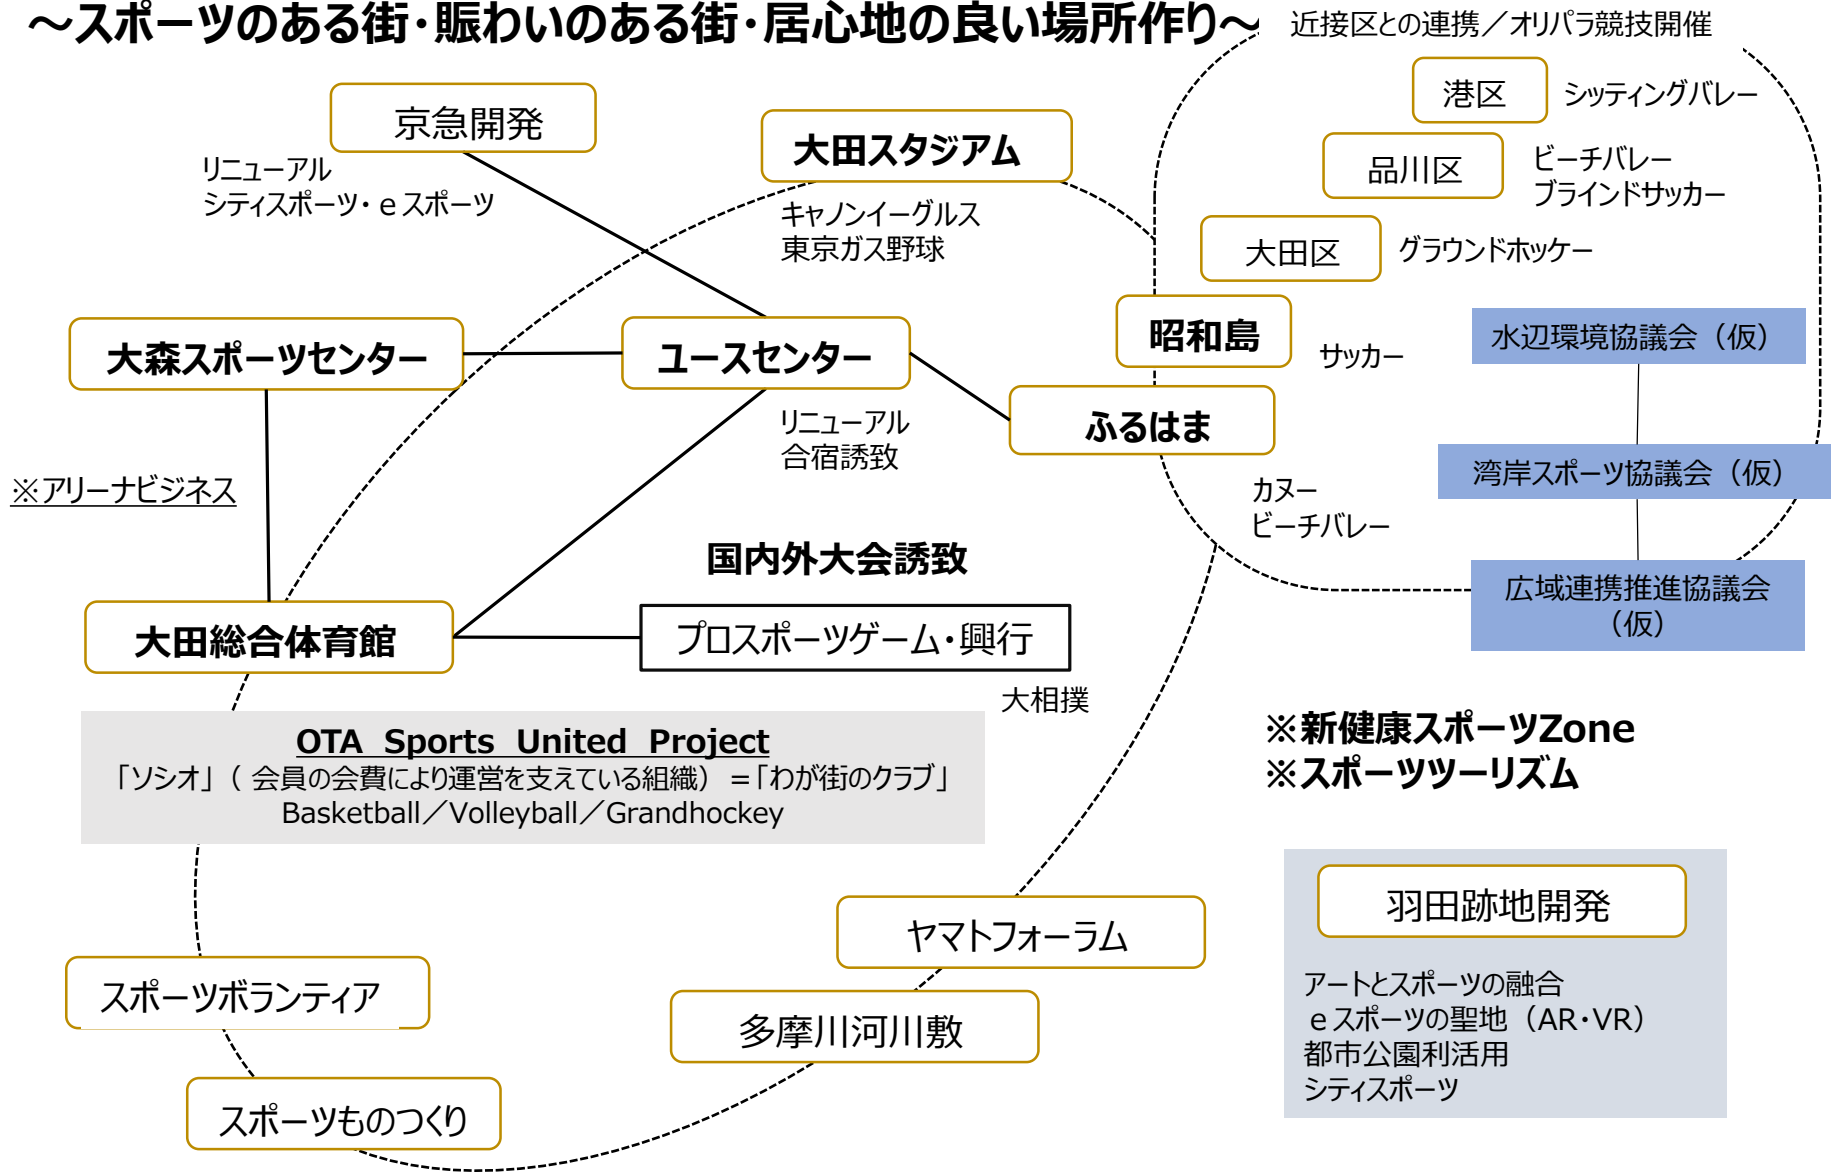 ～スポーツのある街・賑わいのある街・居心地の良い場所作り～
近接区との連携／オリパラ競技開催
港区
シッティングバレー
京急開発
リニューアル
シティスポーツ・ｅスポーツ
大田スタジアム
キャノンイーグルス
東京ガス野球
品川区
ビーチバレー
ブラインドサッカー
大田区
グラウンドホッケー
大森スポーツセンター
ユースセンター
リニューアル
合宿誘致
昭和島
サッカー
ふるはま
カヌー
ビーチバレー
水辺環境協議会（仮）
湾岸スポーツ協議会（仮）
広域連携推進協議会
（仮）
※アリーナビジネス
国内外大会誘致
大田総合体育館
プロスポーツゲーム・興行
大相撲
OTA Sports United Project
「ソシオ」（ 会員の会費により運営を支えている組織）＝「わが街のクラブ」
Basketball／Volleyball／Grandhockey
※新健康スポーツZone
※スポーツツーリズム
ヤマトフォーラム
スポーツボランティア
多摩川河川敷
スポーツものつくり
羽田跡地開発
アートとスポーツの融合
ｅスポーツの聖地（AR・VR）
都市公園利活用
シティスポーツ